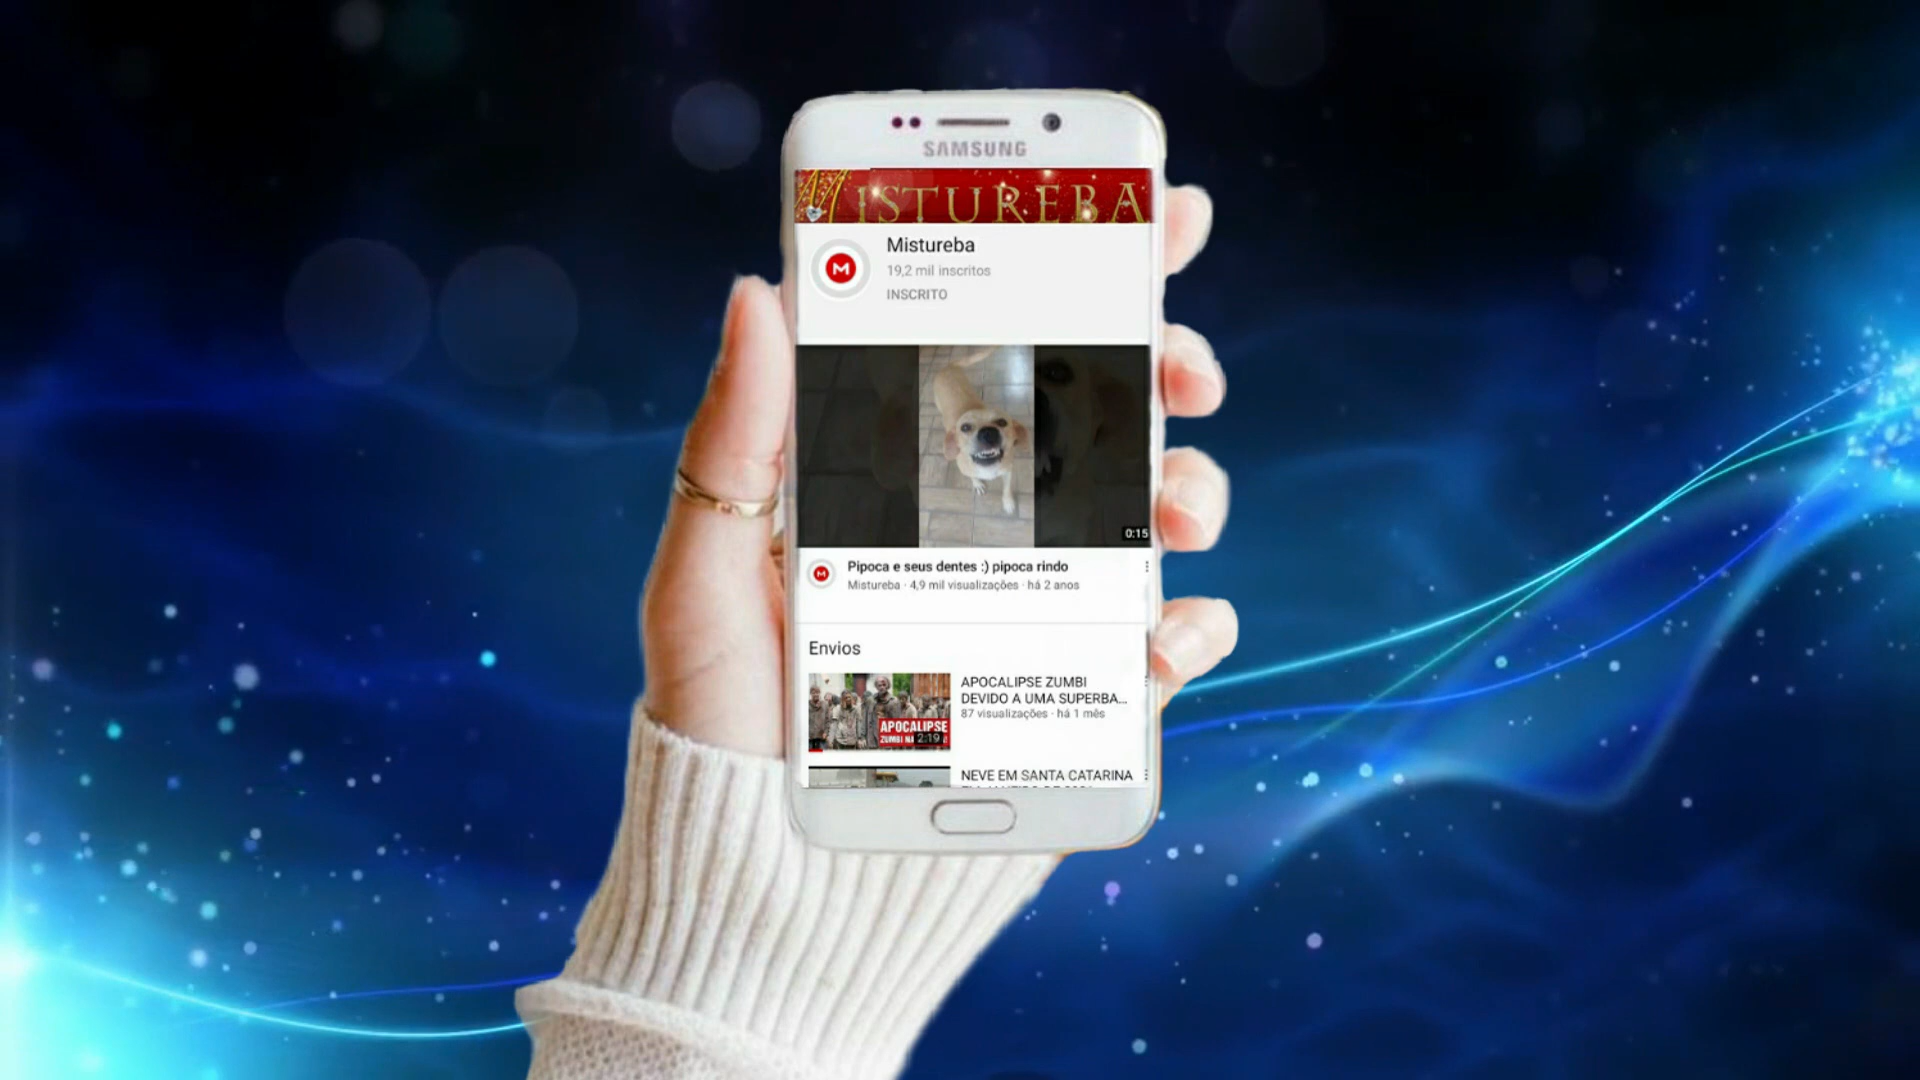 SAMSUNG
MISTUREBA
Mistureba
19,2 mil inscritos
INSCRITO
0:15
Pipoca e seus dentes :) pipoca rindo
Mistureba · 4,9 mil visualizações · há 2 anos
Envios
APOCALIPSE ZUMBI
DEVIDO A UMA SUPERBA...
87 visualizações · há 1 mês
APOCALIPSE
ZUMBI
2:19
NEVE EM SANTA CATARINA